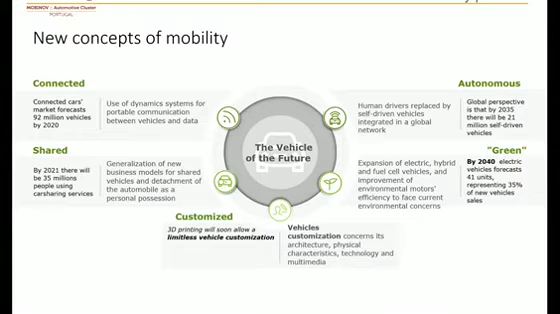 MOBINOV | Automotive Cluster
PORTUGAL
New concepts of mobility
Connected
Connected cars'
market forecasts
92 million vehicles
by 2020
Use of dynamics systems for
portable communication
between vehicles and data
Shared
By 2021 there will
be 35 millions
people using
carsharing services
Generalization of new
business models for shared
vehicles and detachment of
the automobile as a
personal possession
The Vehicle
of the Future
Autonomous
Human drivers replaced by
self-driven vehicles
integrated in a global
network
Global perspective
is that by 2035
there will be 21
million self-driven
vehicles
"Green"
Expansion of electric, hybrid
and fuel cell vehicles, and
improvement of
environmental motors'
efficiency to face current
environmental concerns
By 2040 electric
vehicles forecasts
41 units,
representing 35%
of new vehicles
sales
Customized
3D printing will soon allow a
limitless vehicle customization
Vehicles
customization concerns its
architecture, physical
characteristics, technology and
multimedia